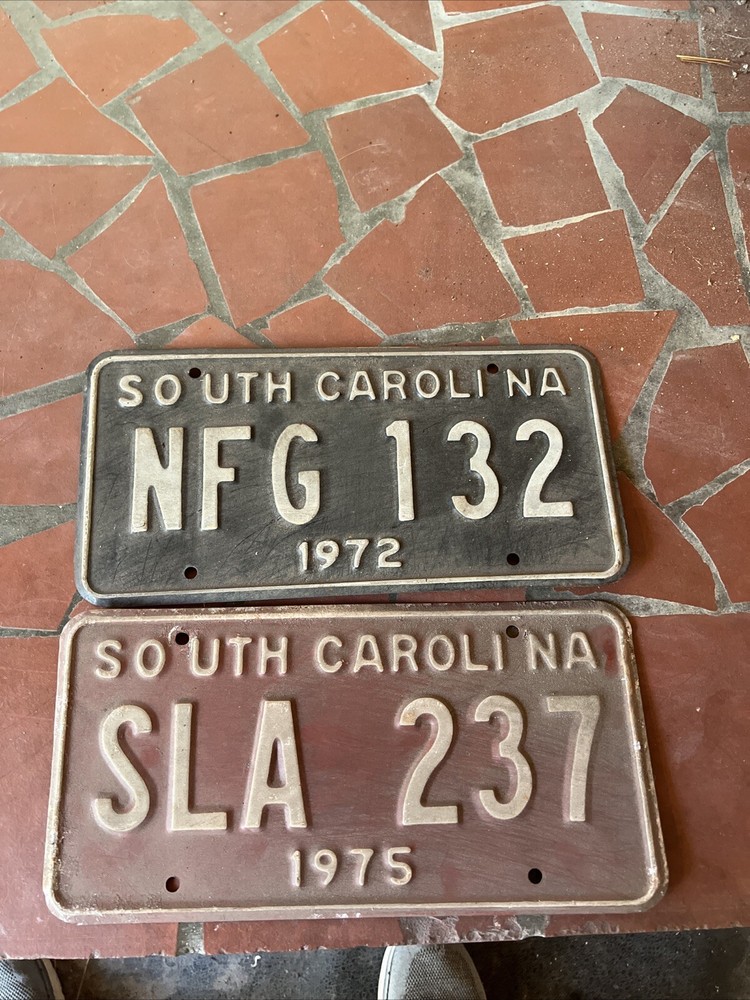 SOUTH CAROLINA
NFG 132
1972
SOUTH CAROLINA
SLA 237
1975